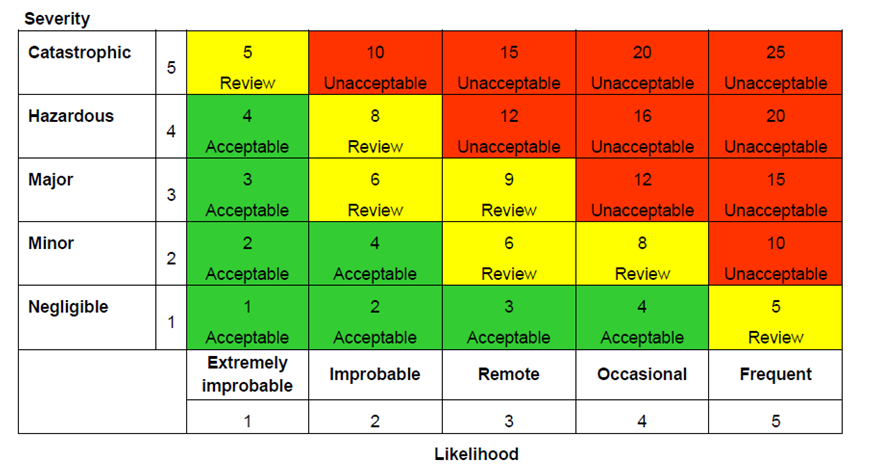 Severity
Catastrophic 5 5 10 15 20 25
Review Unacceptable Unacceptable Unacceptable Unacceptable
Hazardous 4 4 8 12 16 20
Acceptable Review Unacceptable Unacceptable Unacceptable
Major 3 3 6 9 12 15
Acceptable Review Review Unacceptable Unacceptable
Minor 2 2 4 6 8 10
Acceptable Acceptable Review Review Unacceptable
Negligible 1 1 2 3 4 5
Acceptable Acceptable Acceptable Acceptable Review
Extremely improbable Improbable Remote Occasional Frequent
1 2 3 4 5
Likelihood